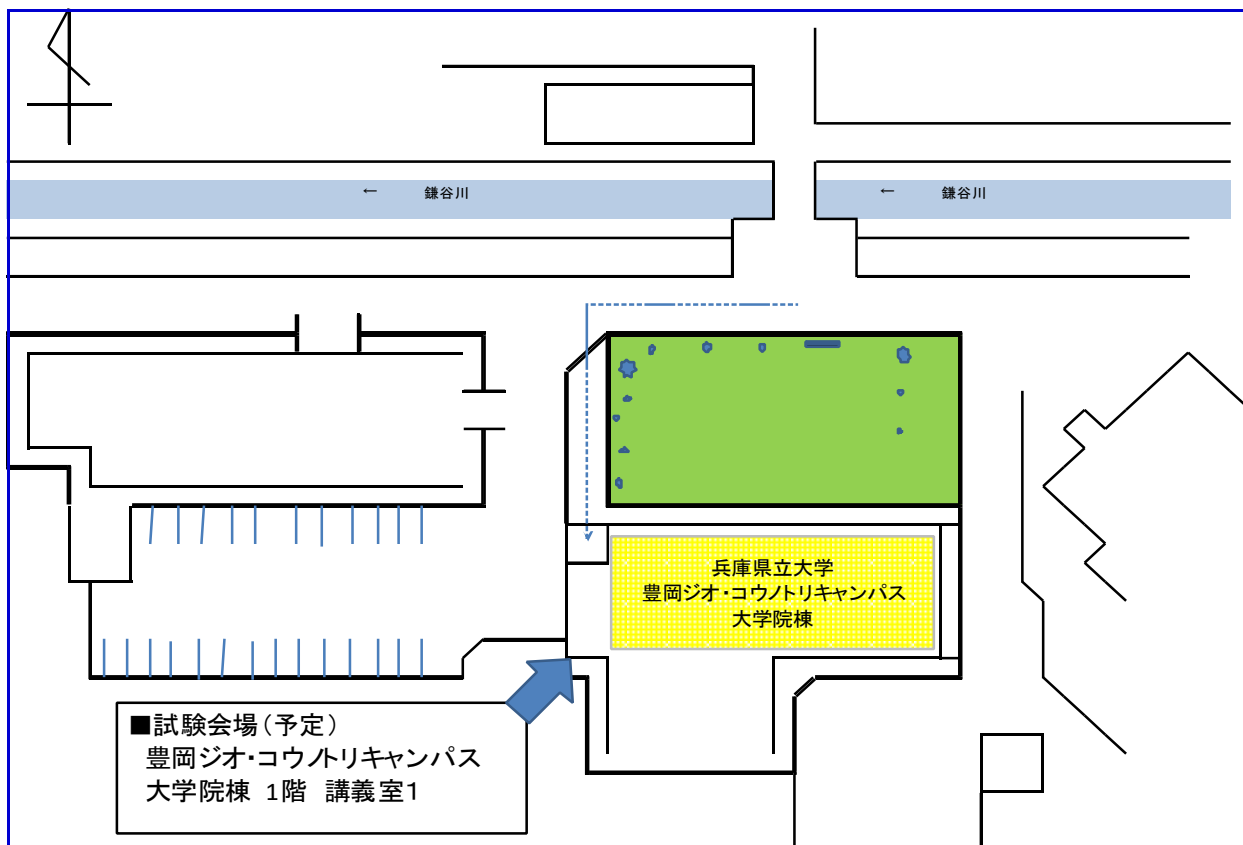 ← 鎌谷川
← 鎌谷川
兵庫県立大学
豊岡ジオ・コウノトリキャンパス
大学院棟
■試験会場(予定)
豊岡ジオ・コウノトリキャンパス
大学院棟 1階 講義室1